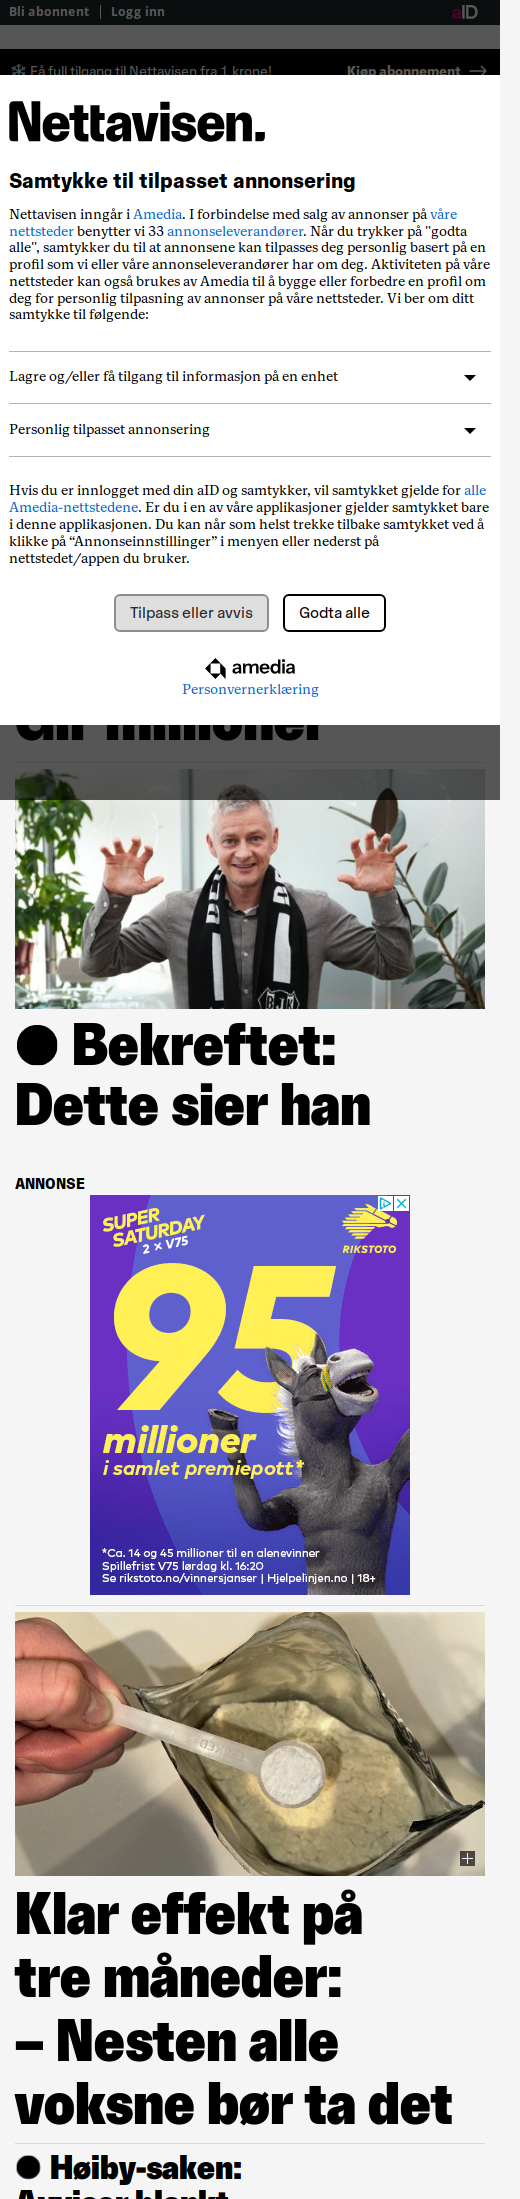 Bli abonnent | Logg inn
aID
❄ Få full tilgang til Nettavisen fra 1 krone! Kjøp abonnement →
Nettavisen.
Samtykke til tilpasset annonsering
Nettavisen inngår i Amedia. I forbindelse med salg av annonser på våre
nettsteder benytter vi 33 annonseleverandører. Når du trykker på "godta
alle", samtykker du til at annonsene kan tilpasses deg personlig basert på en
profil som vi eller våre annonseleverandører har om deg. Aktiviteten på våre
nettsteder kan også brukes av Amedia til å bygge eller forbedre en profil om
deg for personlig tilpasning av annonser på våre nettsteder. Vi ber om ditt
samtykke til følgende:
Lagre og/eller få tilgang til informasjon på en enhet
Personlig tilpasset annonsering
Hvis du er innlogget med din aID og samtykker, vil samtykket gjelde for alle
Amedia-nettstedene. Er du i en av våre applikasjoner gjelder samtykket bare
i denne applikasjonen. Du kan når som helst trekke tilbake samtykket ved å
klikke på “Annonseinnstillinger” i menyen eller nederst på
nettstedet/appen du bruker.
Tilpass eller avvis
Godta alle
amedia
Personvernerklæring
Gir millioner
BJK
● Bekreftet:
Dette sier han
ANNONSE
SUPER
SATURDAY
2 × V75
RIKSTOTO
95
millioner
i samlet premiepott*
*Ca. 14 og 45 millioner til en alenevinner
Spillefrist V75 lørdag kl. 16:20
Se rikstoto.no/vinnersjanser | Hjelpelinjen.no | 18+
Klar effekt på
tre måneder:
– Nesten alle
voksne bør ta det
● Høiby-saken:
Avviser blankt